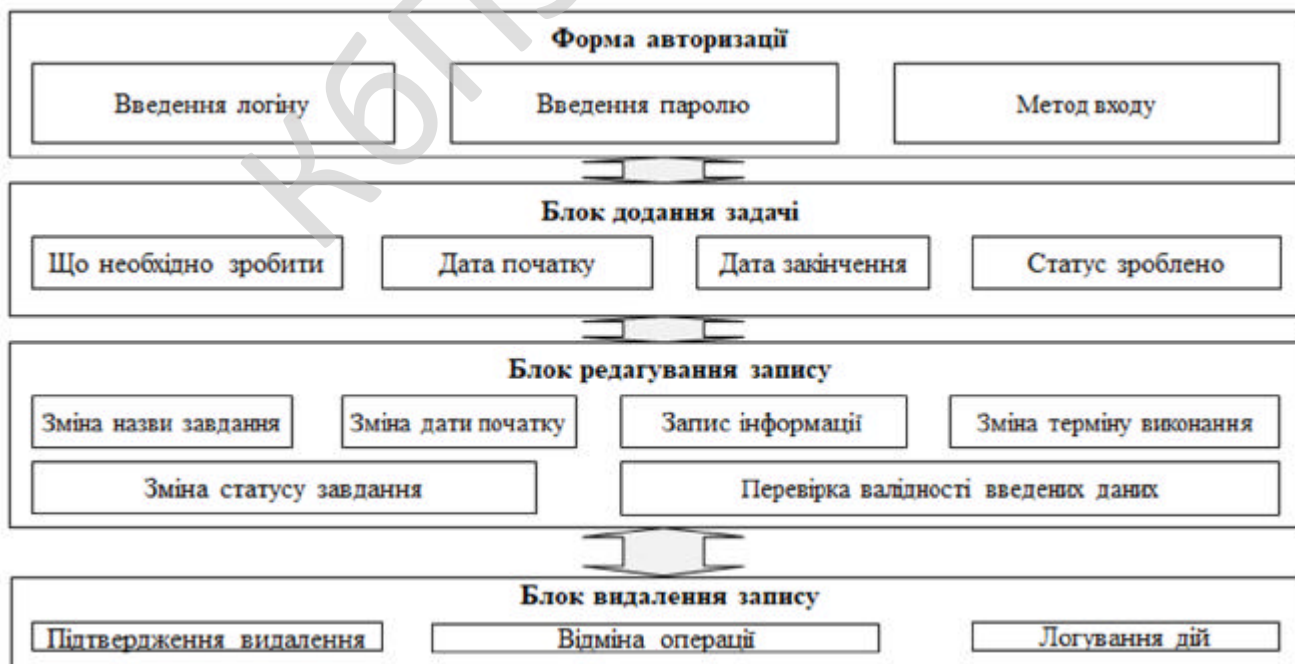 Форма авторизації
Введення логіну Введення паролю Метод входу
Блок додання задачі
Що необхідно зробити Дата початку Дата закінчення Статус зроблено
Блок редагування запису
Зміна назви завдання Зміна дати початку Запис інформації Зміна терміну виконання
Зміна статусу завдання Перевірка валідності введених даних
Блок видалення запису
Підтвердження видалення Відміна операції Логування дій